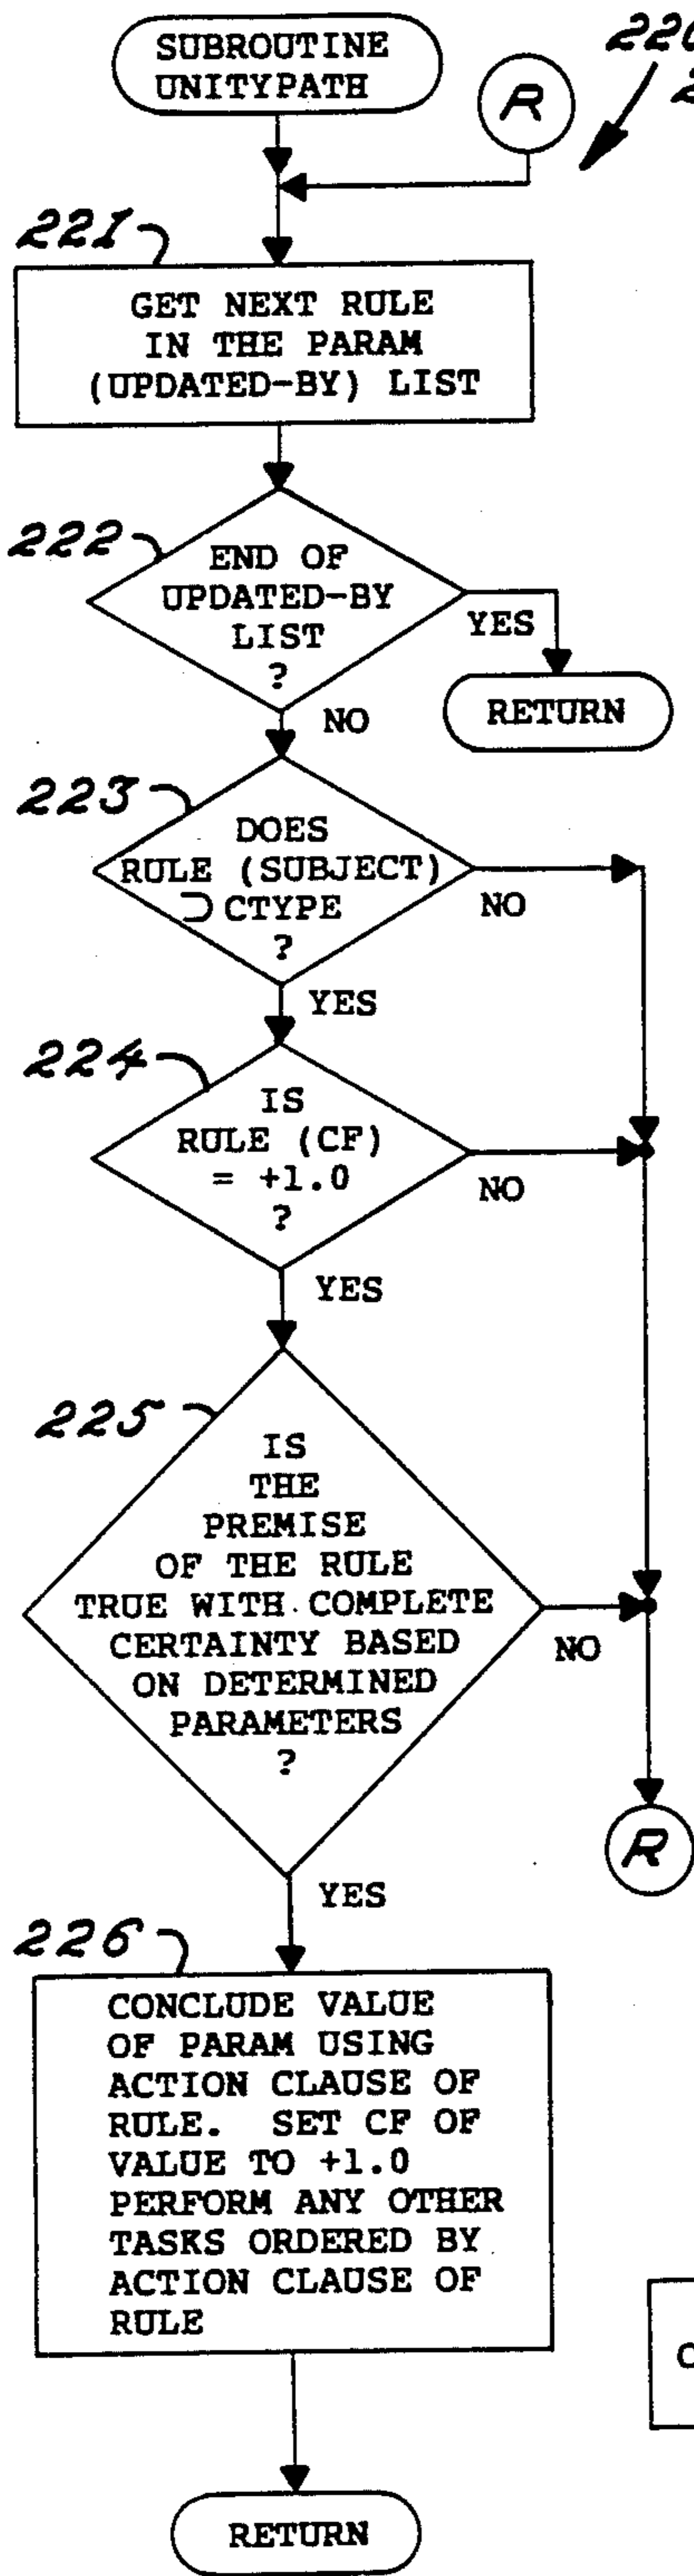 SUBROUTINE
UNITYPATH
R
220
2
221
GET NEXT RULE
IN THE PARAM
(UPDATED-BY) LIST
222
END OF
UPDATED-BY
LIST
?
YES
RETURN
NO
223
DOES
RULE (SUBJECT)
⊃ CTYPE
?
NO
YES
224
IS
RULE (CF)
= +1.0
?
NO
YES
225
IS
THE
PREMISE
OF THE RULE
TRUE WITH COMPLETE
CERTAINTY BASED
ON DETERMINED
PARAMETERS
?
NO
R
YES
226
CONCLUDE VALUE
OF PARAM USING
ACTION CLAUSE OF
RULE. SET CF OF
VALUE TO +1.0
PERFORM ANY OTHER
TASKS ORDERED BY
ACTION CLAUSE OF
RULE
RETURN